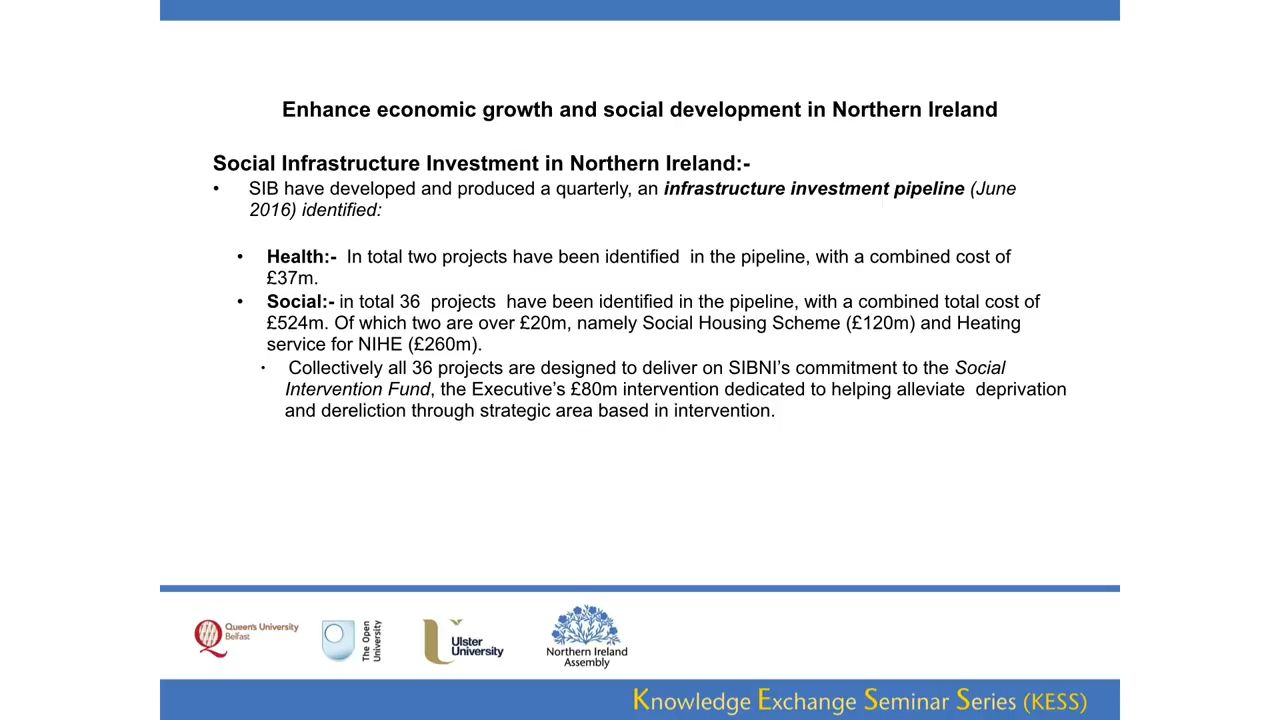 Enhance economic growth and social development in Northern Ireland
Social Infrastructure Investment in Northern Ireland:-
• SIB have developed and produced a quarterly, an infrastructure investment pipeline (June
2016) identified:
• Health:- In total two projects have been identified in the pipeline, with a combined cost of
£37m.
• Social:- in total 36 projects have been identified in the pipeline, with a combined total cost of
£524m. Of which two are over £20m, namely Social Housing Scheme (£120m) and Heating
service for NIHE (£260m).
• Collectively all 36 projects are designed to deliver on SIBNI’s commitment to the Social
Intervention Fund, the Executive’s £80m intervention dedicated to helping alleviate deprivation
and dereliction through strategic area based in intervention.
Queen's University
Belfast
The Open
University
Ulster
University
Northern Ireland
Assembly
Knowledge Exchange Seminar Series (KESS)